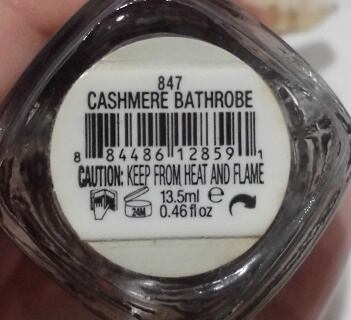 847
CASHMERE BATHROBE
8 84486 12859 1
CAUTION: KEEP FROM HEAT AND FLAME
24M 13.5ml e
0.46 fl oz